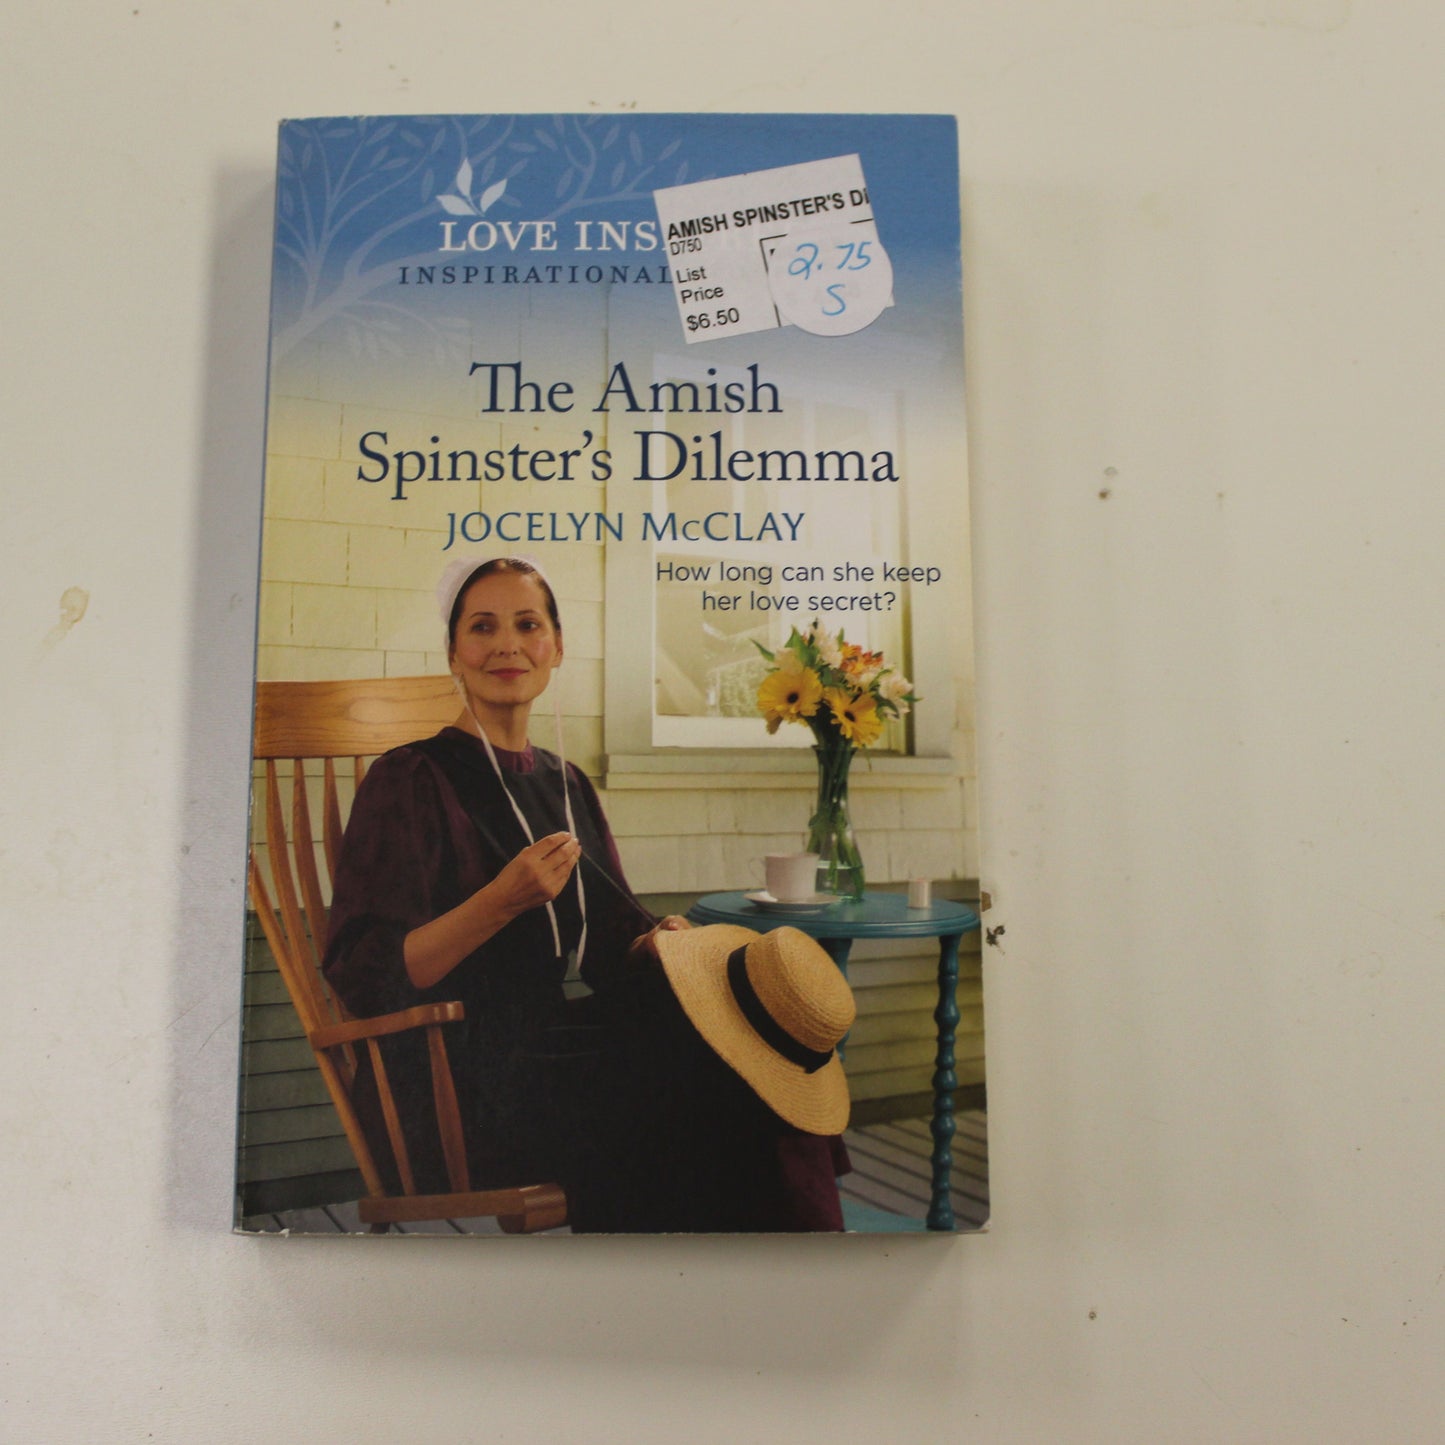 LOVE INS
INSPIRATIONAL
AMISH SPINSTER'S DI
D750
List
Price
$6.50
2.75
S
The Amish
Spinster's Dilemma
JOCELYN McCLAY
How long can she keep
her love secret?